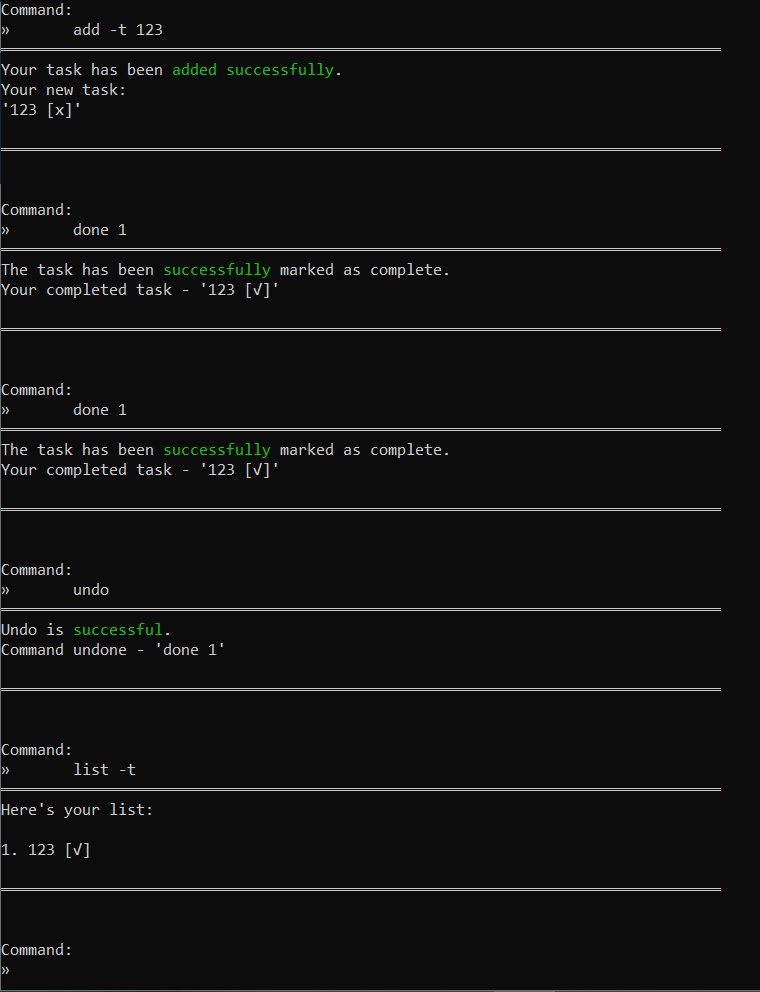 Command:
» add -t 123
Your task has been added successfully.
Your new task:
'123 [x]'
Command:
» done 1
The task has been successfully marked as complete.
Your completed task - '123 [√]'
Command:
» done 1
The task has been successfully marked as complete.
Your completed task - '123 [√]'
Command:
» undo
Undo is successful.
Command undone - 'done 1'
Command:
» list -t
Here's your list:
1. 123 [√]
Command:
»